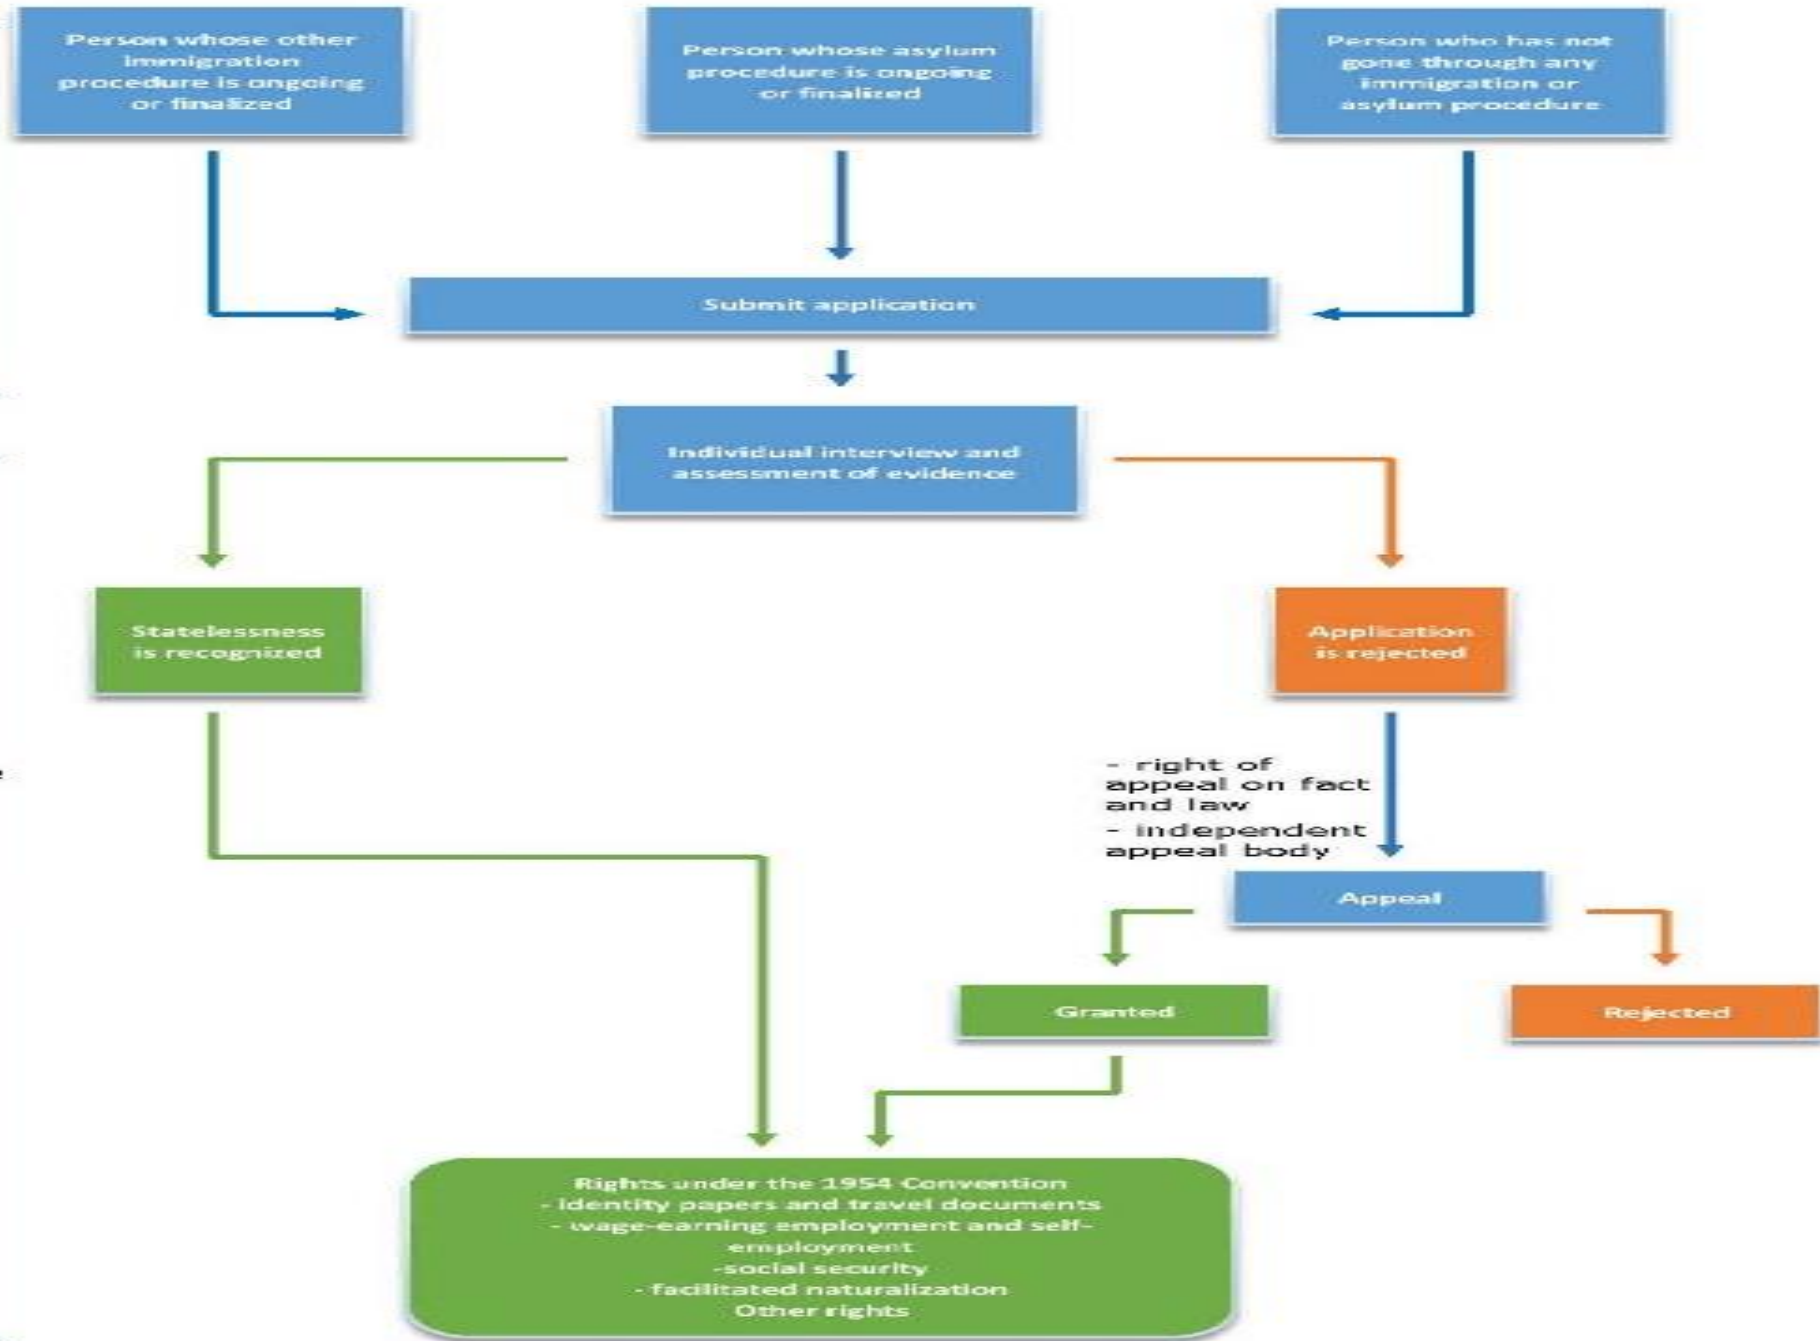 Person whose other
immigration
procedure is ongoing
or finalized
Person whose asylum
procedure is ongoing
or finalized
Person who has not
gone through any
immigration or
asylum procedure
Submit application
Individual interview and
assessment of evidence
Statelessness
is recognized
Application
is rejected
- right of
appeal on fact
and law
- independent
appeal body
Appeal
Granted
Rejected
Rights under the 1954 Convention
- identity papers and travel documents
- wage-earning employment and self-
employment
-social security
- facilitated naturalization
Other rights